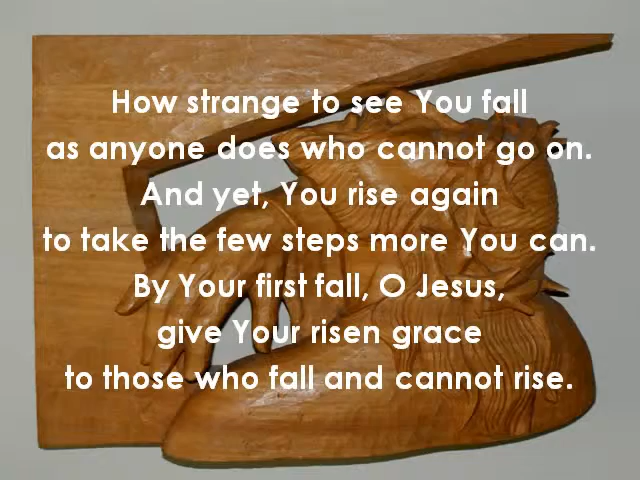 How strange to see You fall
as anyone does who cannot go on.
And yet, You rise again
to take the few steps more You can.
By Your first fall, O Jesus,
give Your risen grace
to those who fall and cannot rise.